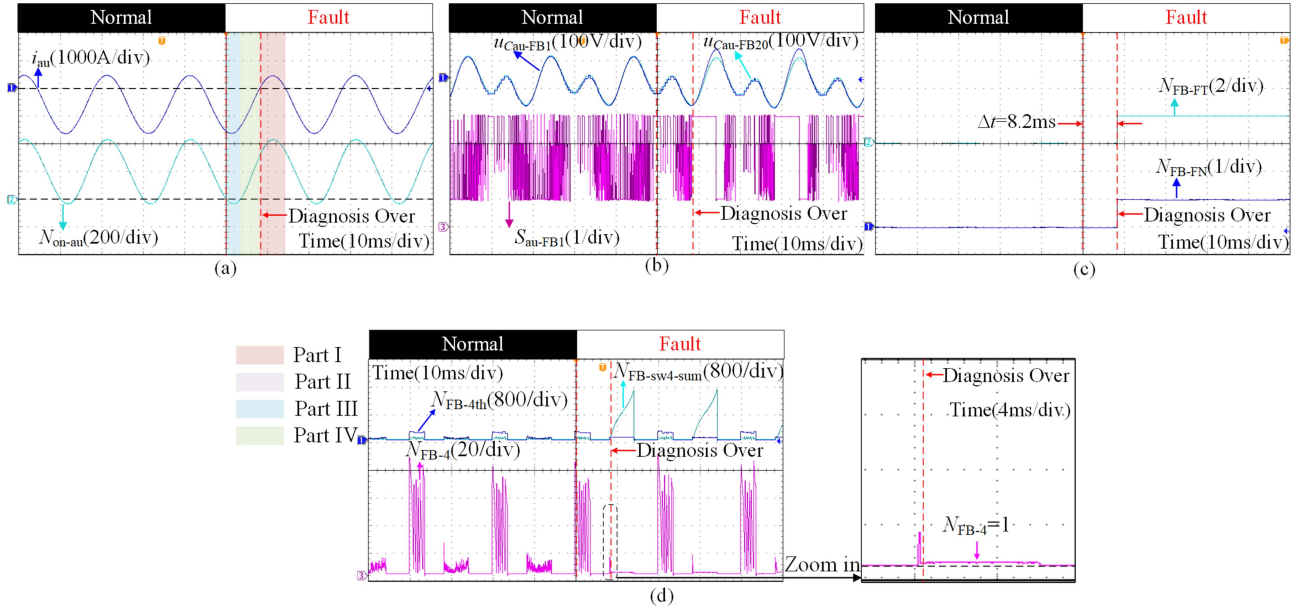 Normal Fault
i_au(1000A/div)
N_on-au(200/div)
Diagnosis Over
Time(10ms/div)
(a)
Normal Fault
u_Cau-FB1(100V/div) u_Cau-FB20(100V/div)
S_au-FB1(1/div)
Diagnosis Over
Time(10ms/div)
(b)
Normal Fault
N_FB-FT(2/div)
Δt=8.2ms
N_FB-FN(1/div)
Diagnosis Over
Time(10ms/div)
(c)
Part I
Part II
Part III
Part IV
Normal Fault
Time(10ms/div)
N_FB-sw4-sum(800/div)
N_FB-4th(800/div)
N_FB-4(20/div)
Diagnosis Over
Zoom in
(d)
Diagnosis Over
Time(4ms/div.)
N_FB-4=1